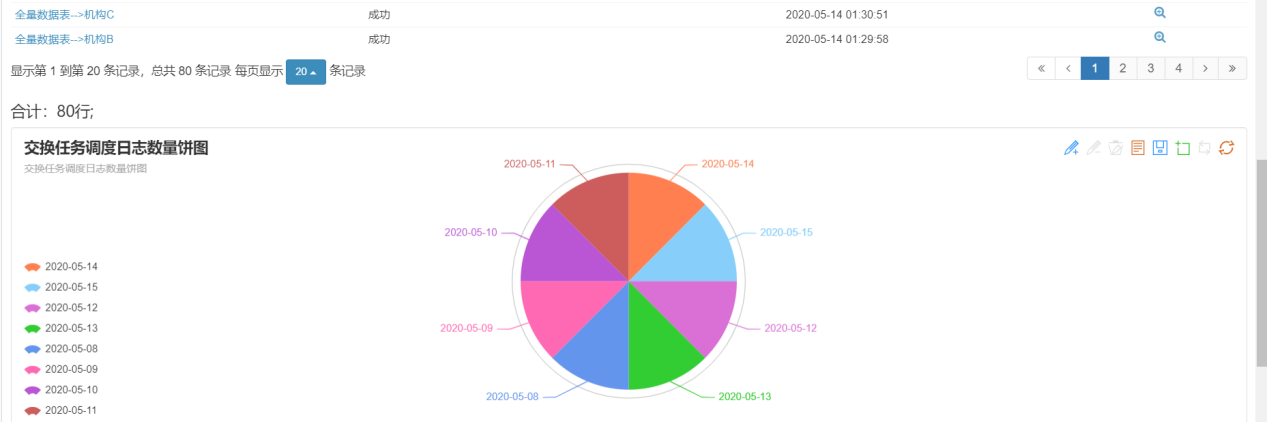 全量数据表-->机构C 成功 2020-05-14 01:30:51
全量数据表-->机构B 成功 2020-05-14 01:29:58
显示第 1 到第 20 条记录，总共 80 条记录 每页显示 20 条记录 « ‹ 1 2 3 4 › »
合计：80行;
交换任务调度日志数量饼图
交换任务调度日志数量饼图
2020-05-11 2020-05-14
2020-05-10 2020-05-15
2020-05-09 2020-05-12
2020-05-08 2020-05-13
2020-05-14
2020-05-15
2020-05-12
2020-05-13
2020-05-08
2020-05-09
2020-05-10
2020-05-11